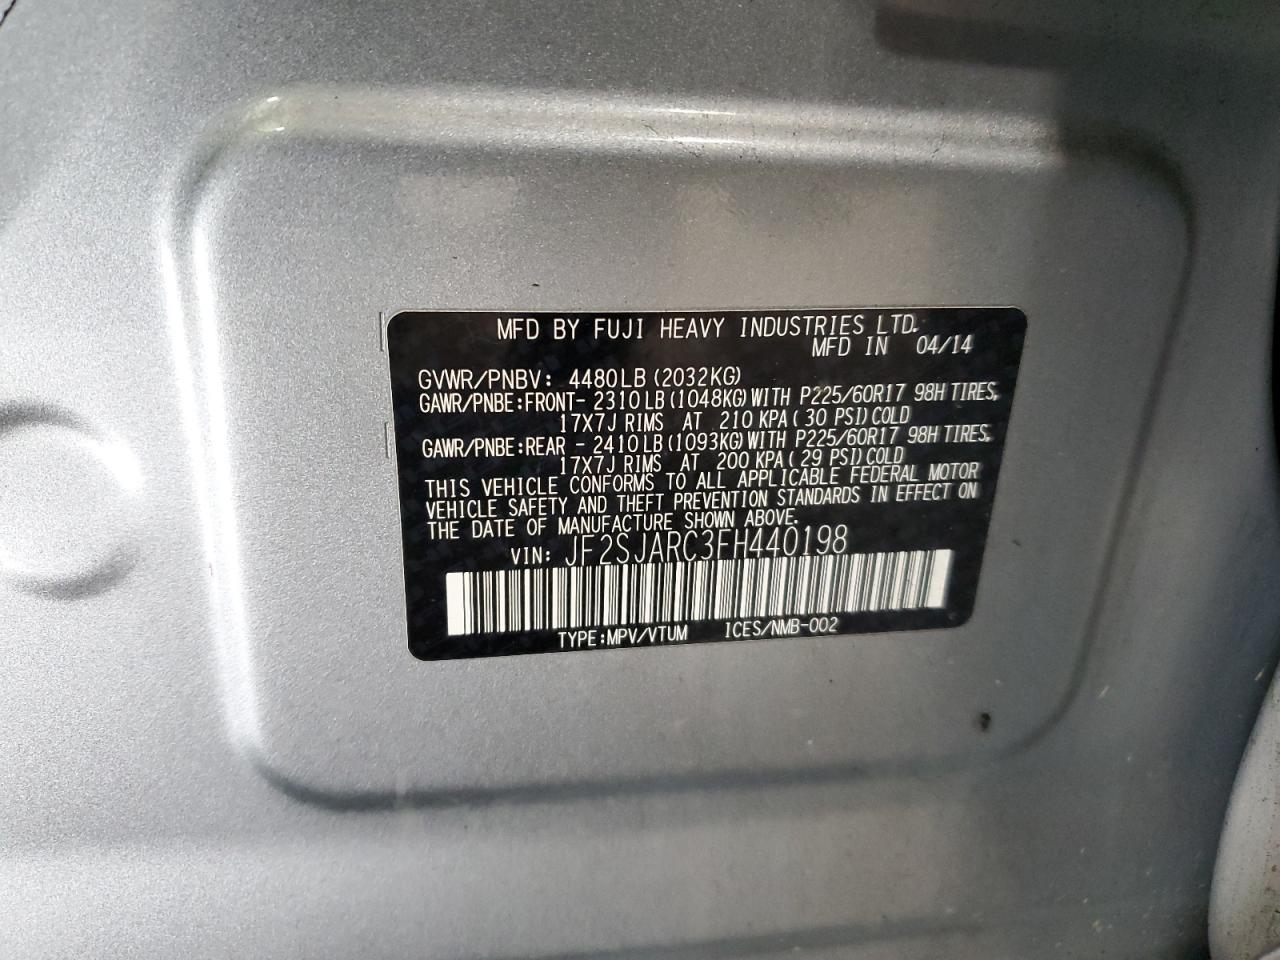 MFD BY FUJI HEAVY INDUSTRIES LTD.
MFD IN 04/14
GVWR/PNBV: 4480LB (2032KG)
GAWR/PNBE:FRONT- 2310LB (1048KG) WITH P225/60R17 98H TIRES,
17X7J RIMS AT 210 KPA (30 PSI) COLD
GAWR/PNBE:REAR - 2410LB (1093KG) WITH P225/60R17 98H TIRES,
17X7J RIMS AT 200 KPA (29 PSI) COLD
THIS VEHICLE CONFORMS TO ALL APPLICABLE FEDERAL MOTOR
VEHICLE SAFETY AND THEFT PREVENTION STANDARDS IN EFFECT ON
THE DATE OF MANUFACTURE SHOWN ABOVE.
VIN: JF2SJARC3FH440198
TYPE:MPV/VTUM ICES/NMB-002